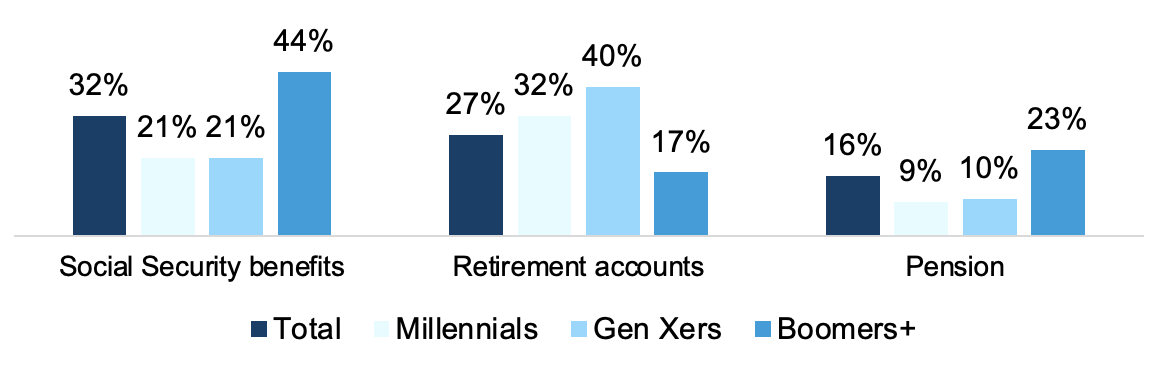 32% 21% 21% 44% 27% 32% 40% 17% 16% 9% 10% 23%
Social Security benefits Retirement accounts Pension
Total Millennials Gen Xers Boomers+